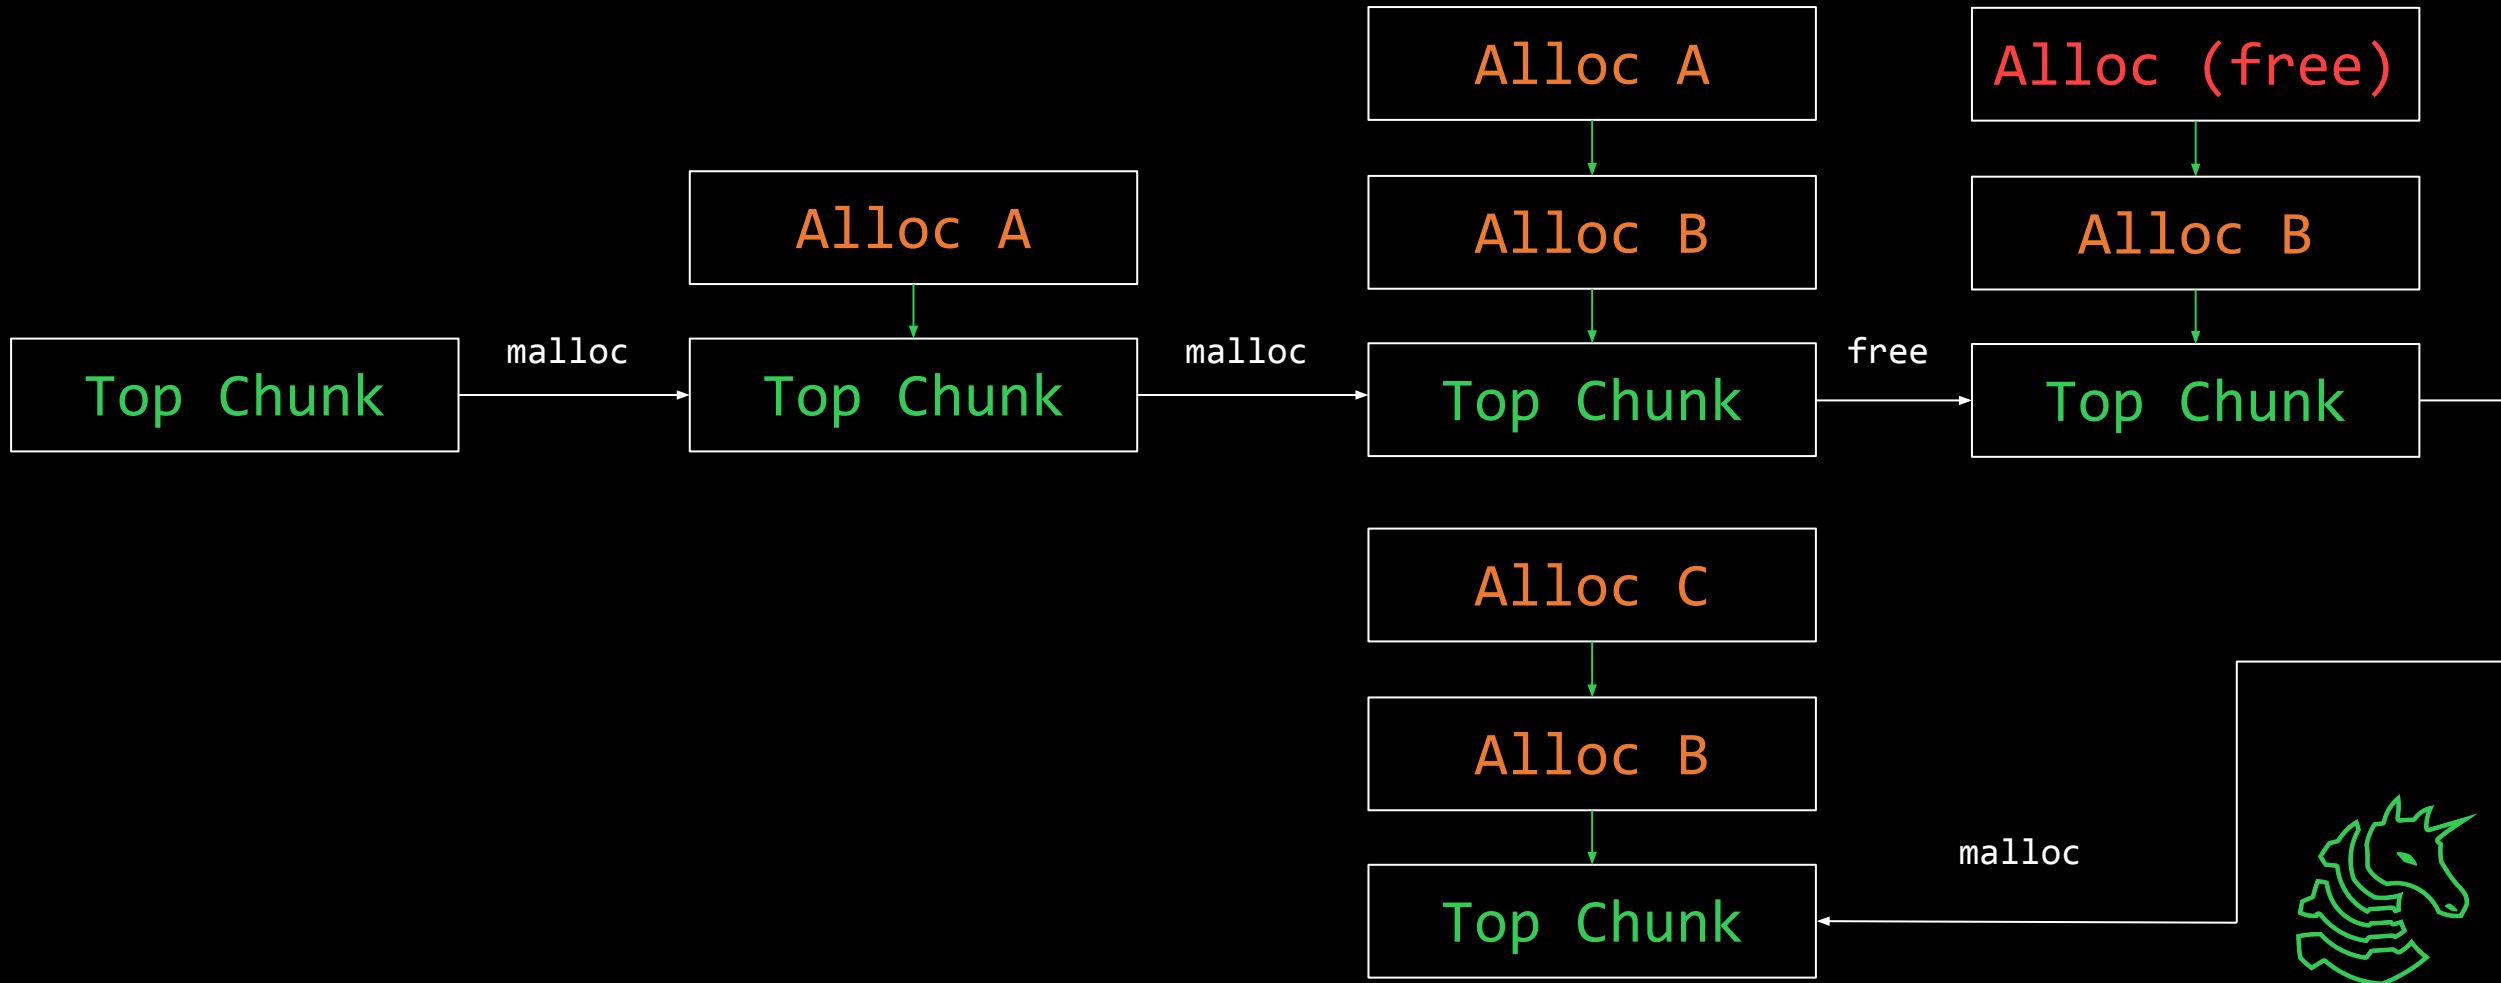 Alloc A
Alloc (free)
Alloc A
Alloc B
Alloc B
Top Chunk
malloc
Top Chunk
malloc
Top Chunk
free
Top Chunk
Alloc C
Alloc B
malloc
Top Chunk